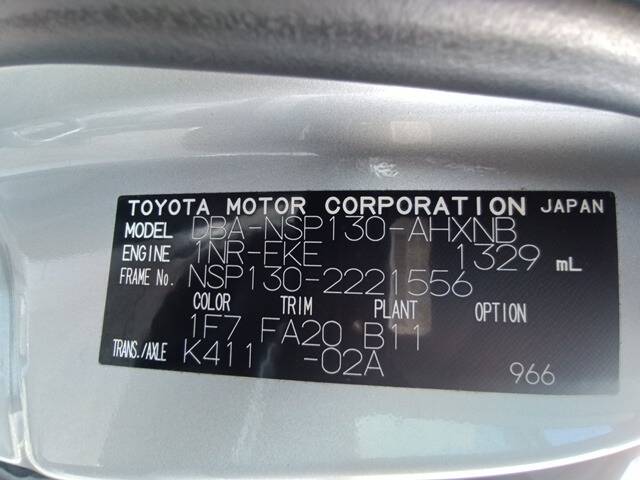 TOYOTA MOTOR CORPORATION JAPAN
MODEL DBA-NSP130-AHXNB
ENGINE 1NR-FKE 1329 mL
FRAME No. NSP130-2221556
COLOR TRIM PLANT OPTION
1F7 FA20 B11
TRANS./AXLE K411 -02A
966